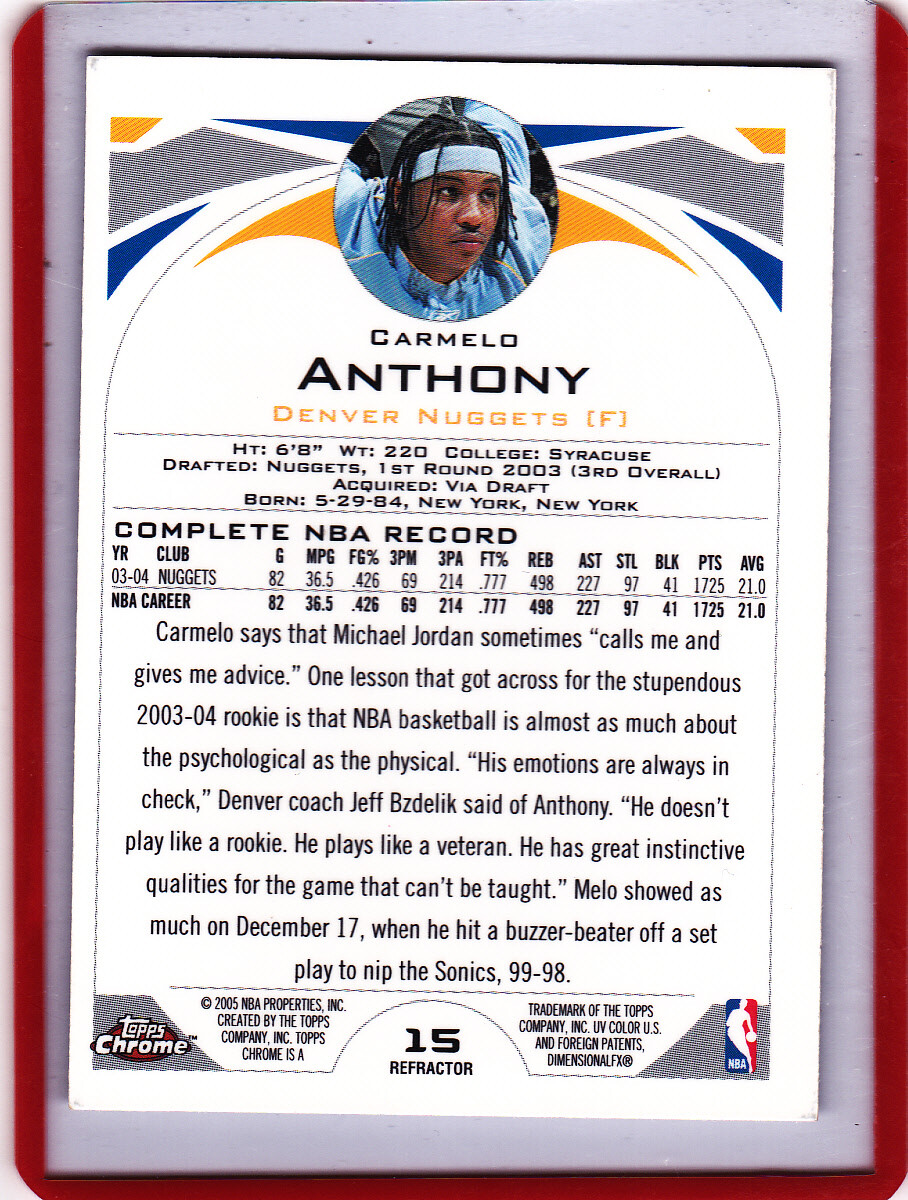 CARMELO
ANTHONY
DENVER NUGGETS (F)
HT: 6'8" WT: 220 COLLEGE: SYRACUSE
DRAFTED: NUGGETS, 1ST ROUND 2003 (3RD OVERALL)
ACQUIRED: VIA DRAFT
BORN: 5-29-84, NEW YORK, NEW YORK
COMPLETE NBA RECORD
YR CLUB G MPG FG% 3PM 3PA FT% REB AST STL BLK PTS AVG
03-04 NUGGETS 82 36.5 .426 69 214 .777 498 227 97 41 1725 21.0
NBA CAREER 82 36.5 .426 69 214 .777 498 227 97 41 1725 21.0
Carmelo says that Michael Jordan sometimes “calls me and
gives me advice.” One lesson that got across for the stupendous
2003-04 rookie is that NBA basketball is almost as much about
the psychological as the physical. “His emotions are always in
check,” Denver coach Jeff Bzdelik said of Anthony. “He doesn’t
play like a rookie. He plays like a veteran. He has great instinctive
qualities for the game that can’t be taught.” Melo showed as
much on December 17, when he hit a buzzer-beater off a set
play to nip the Sonics, 99-98.
Topps
Chrome™
© 2005 NBA PROPERTIES, INC.
CREATED BY THE TOPPS
COMPANY, INC. TOPPS
CHROME IS A
15
REFRACTOR
TRADEMARK OF THE TOPPS
COMPANY, INC. UV COLOR U.S.
AND FOREIGN PATENTS,
DIMENSIONALFX®
NBA